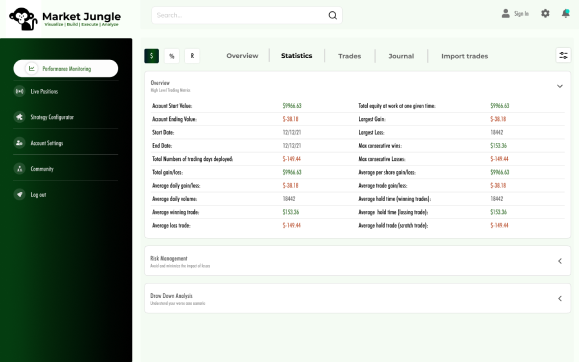 Market Jungle
Visualize | Build | Execute | Analyze
Search...
Sign In
Performance Monitoring
Live Positions
Strategy Configurator
Account Settings
Community
Log out
$ % R Overview Statistics Trades Journal Import trades
Overview
High Level Trading Metrics
Account Start Value: $9966.63 Total equity at work at one given time: $9966.63
Account Ending Value: $-38.18 Largest Gain: $-38.18
Start Date: 12/12/21 Largest Loss: 18442
End Date: 12/12/21 Max consecutive wins: $153.36
Total Numbers of trading days deployed: $-149.44 Max consecutive Losses: $-149.44
Total gain/loss: $9966.63 Average per share gain/loss: $9966.63
Average daily gain/loss: $-38.18 Average trade gain/loss: $-38.18
Average daily volume: 18442 Average hold time (winning trades): 18442
Average winning trade: $153.36 Average hold time (losing trade): $153.36
Average loss trade: $-149.44 Average hold trade (scratch trade): $-149.44
Risk Management
Avoid and minimize the impact of losses
Draw Down Analysis
Understand your worse case scenario